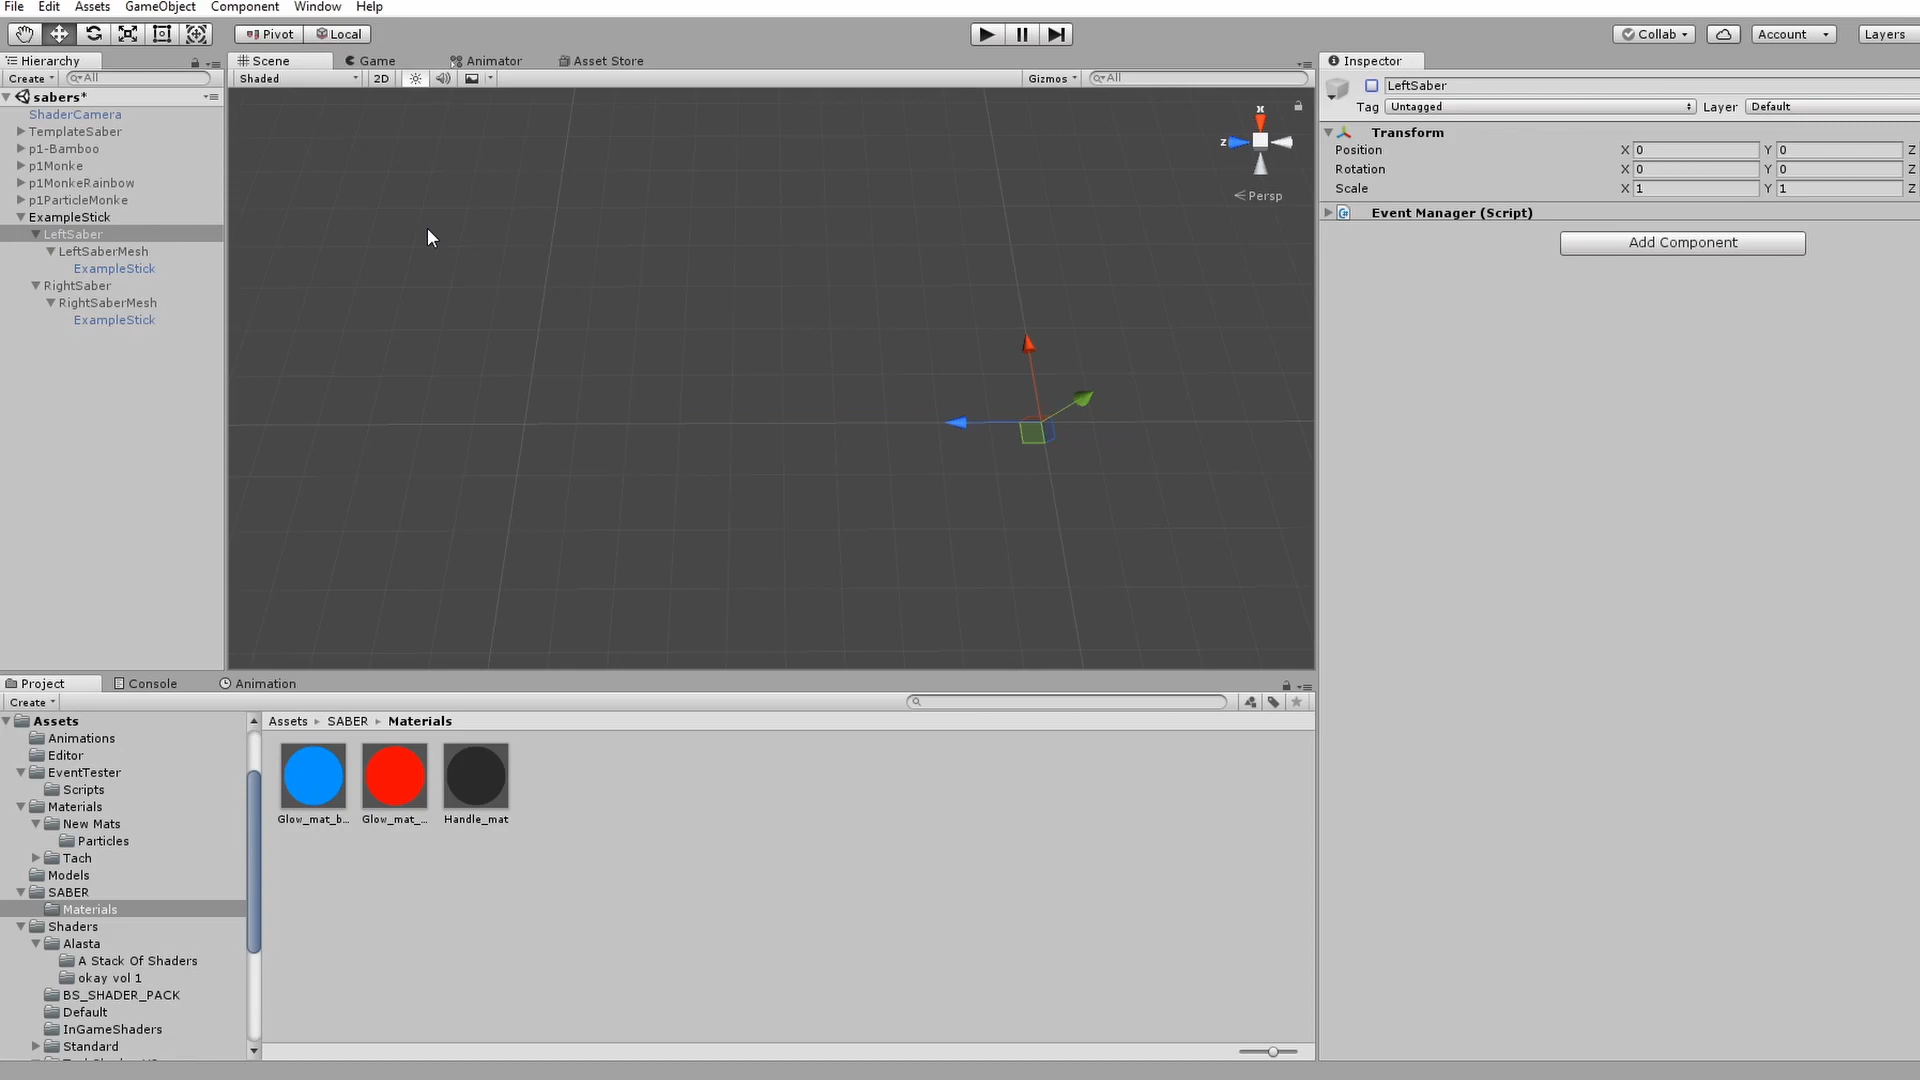 File Edit Assets GameObject Component Window Help
Pivot Local Collab Account Layers
Hierarchy
Create All
sabers*
ShaderCamera
TemplateSaber
p1-Bamboo
p1Monke
p1MonkeRainbow
p1ParticleMonke
ExampleStick
LeftSaber
LeftSaberMesh
ExampleStick
RightSaber
RightSaberMesh
ExampleStick
Scene Game Animator Asset Store
Shaded 2D Gizmos All
x
z
Persp
Inspector
LeftSaber
Tag Untagged Layer Default
Transform
Position X 0 Y 0 Z
Rotation X 0 Y 0 Z
Scale X 1 Y 1 Z
Event Manager (Script)
Add Component
Project Console Animation
Create
Assets
Animations
Editor
EventTester
Scripts
Materials
New Mats
Particles
Tach
Models
SABER
Materials
Shaders
Alasta
A Stack Of Shaders
okay vol 1
BS_SHADER_PACK
Default
InGameShaders
Standard
Assets SABER Materials
Glow_mat_b... Glow_mat_... Handle_mat